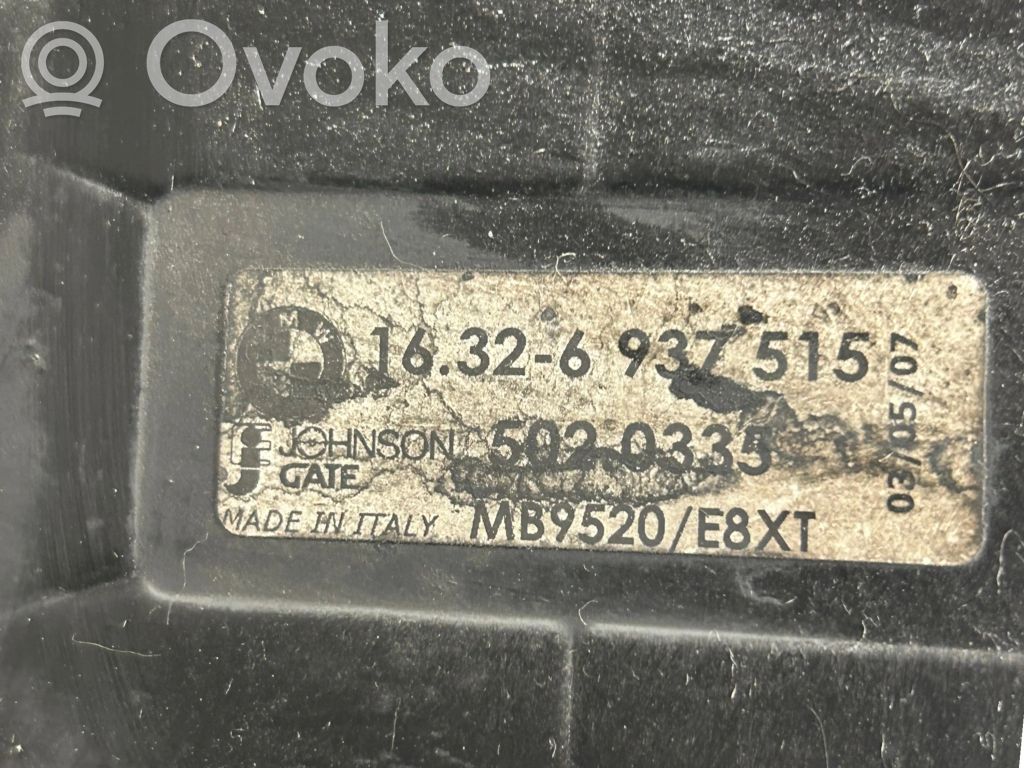 Ovoko
16.32-6 937 515
JOHNSON 502.0335
GATE
MADE IN ITALY MB9520/E8XT
03/05/07